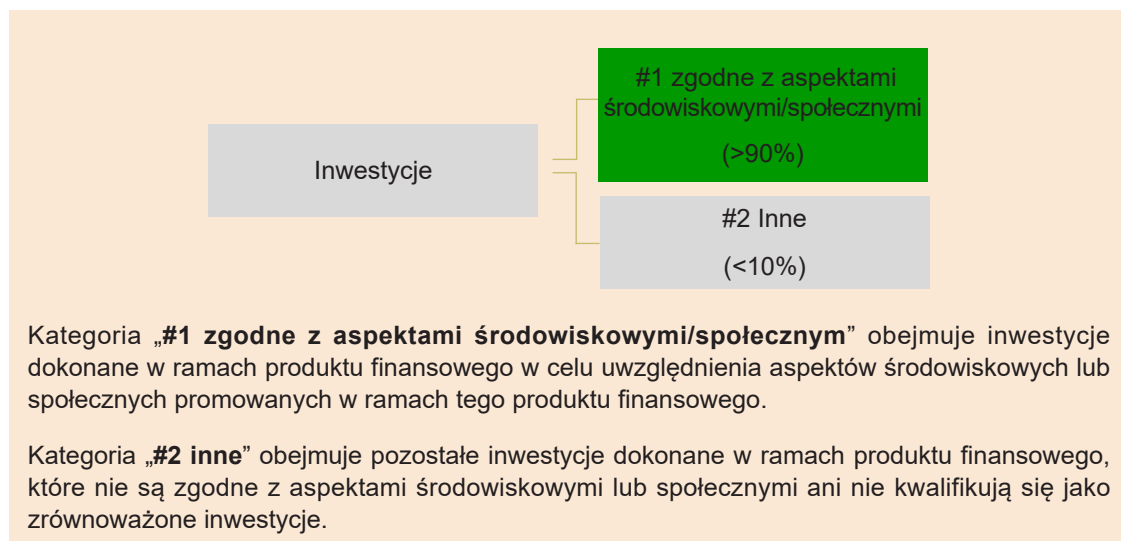 #1 zgodne z aspektami
środowiskowymi/społecznymi
(>90%)
Inwestycje
#2 Inne
(<10%)
Kategoria „#1 zgodne z aspektami środowiskowymi/społecznym” obejmuje inwestycje
dokonane w ramach produktu finansowego w celu uwzględnienia aspektów środowiskowych lub
społecznych promowanych w ramach tego produktu finansowego.
Kategoria „#2 inne” obejmuje pozostałe inwestycje dokonane w ramach produktu finansowego,
które nie są zgodne z aspektami środowiskowymi lub społecznymi ani nie kwalifikują się jako
zrównoważone inwestycje.